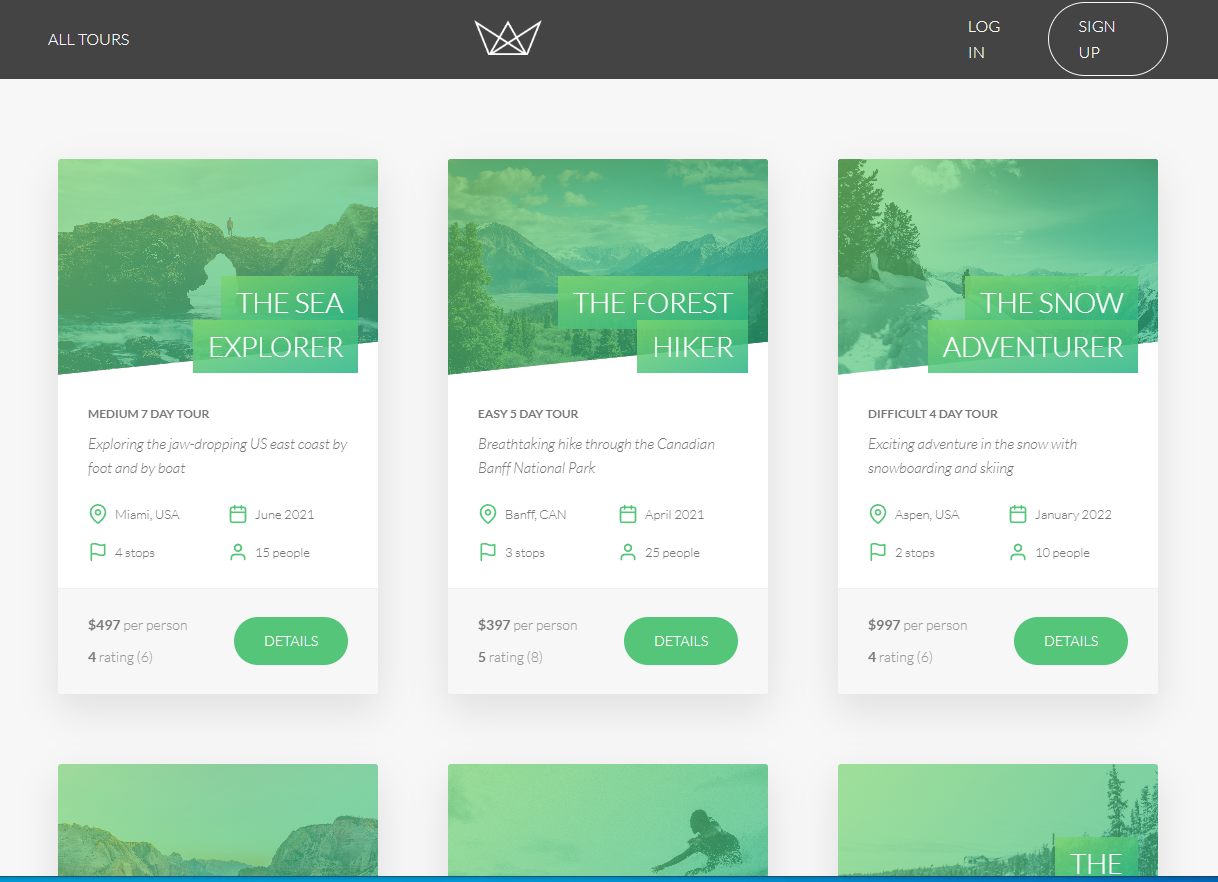 ALL TOURS
LOG
IN
SIGN
UP
THE SEA
EXPLORER
MEDIUM 7 DAY TOUR
Exploring the jaw-dropping US east coast by
foot and by boat
Miami, USA
June 2021
4 stops
15 people
$497 per person
4 rating (6)
DETAILS
THE FOREST
HIKER
EASY 5 DAY TOUR
Breathtaking hike through the Canadian
Banff National Park
Banff, CAN
April 2021
3 stops
25 people
$397 per person
5 rating (8)
DETAILS
THE SNOW
ADVENTURER
DIFFICULT 4 DAY TOUR
Exciting adventure in the snow with
snowboarding and skiing
Aspen, USA
January 2022
2 stops
10 people
$997 per person
4 rating (6)
DETAILS
THE